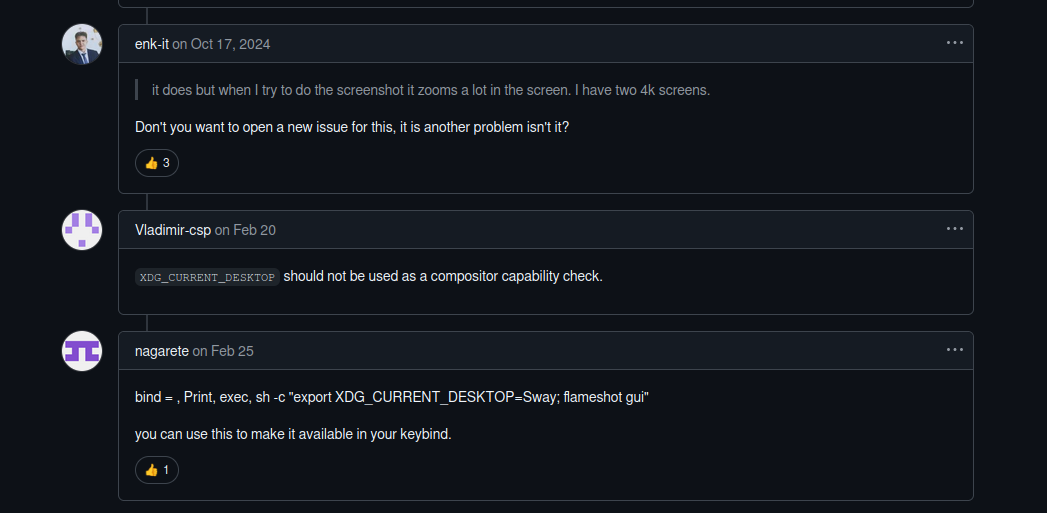 enk-it on Oct 17, 2024
it does but when I try to do the screenshot it zooms a lot in the screen. I have two 4k screens.
Don't you want to open a new issue for this, it is another problem isn't it?
👍 3
Vladimir-csp on Feb 20
XDG_CURRENT_DESKTOP should not be used as a compositor capability check.
nagarete on Feb 25
bind = , Print, exec, sh -c "export XDG_CURRENT_DESKTOP=Sway; flameshot gui"
you can use this to make it available in your keybind.
👍 1